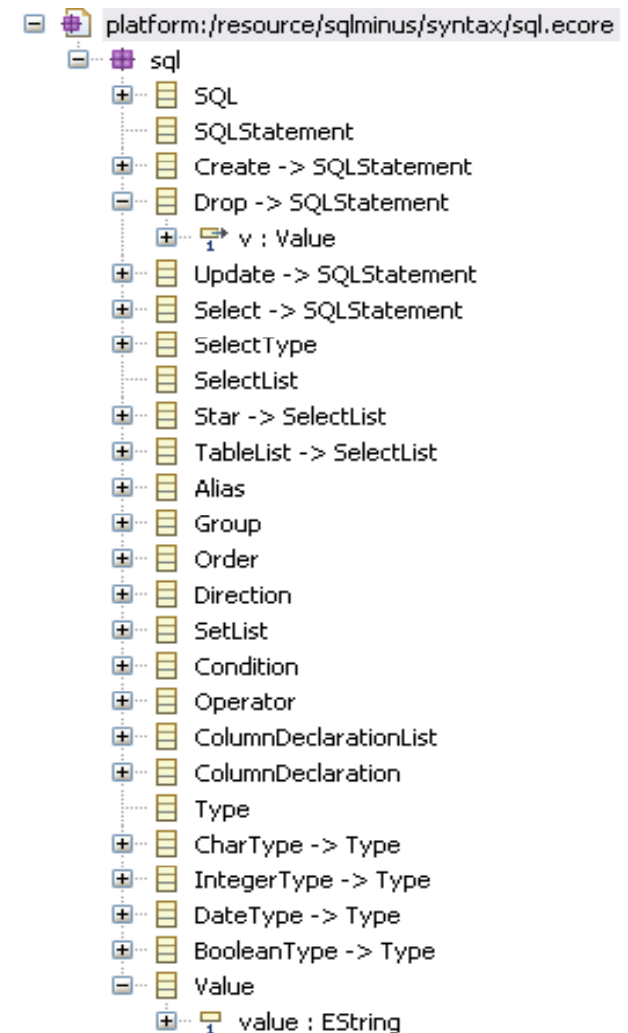 platform:/resource/sqlminus/syntax/sql.ecore
sql
SQL
SQLStatement
Create -> SQLStatement
Drop -> SQLStatement
1 v : Value
Update -> SQLStatement
Select -> SQLStatement
SelectType
SelectList
Star -> SelectList
TableList -> SelectList
Alias
Group
Order
Direction
SetList
Condition
Operator
ColumnDeclarationList
ColumnDeclaration
Type
CharType -> Type
IntegerType -> Type
DateType -> Type
BooleanType -> Type
Value
1 value : EString